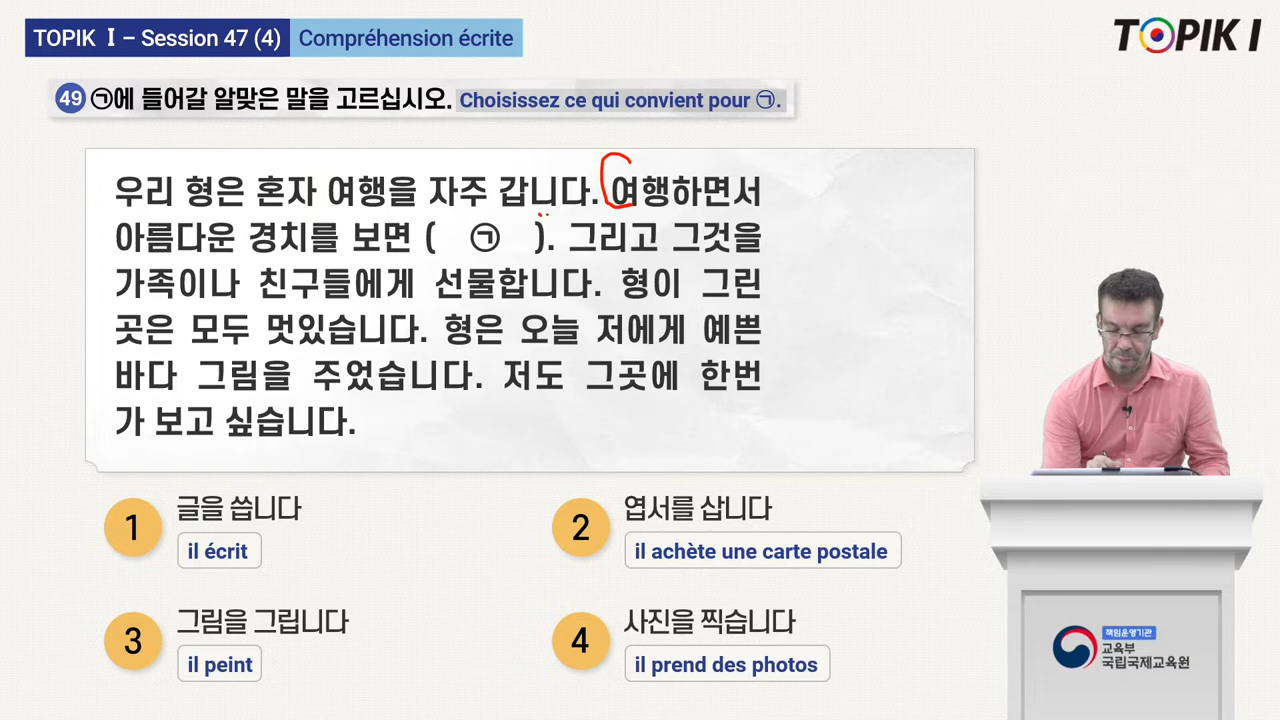 TOPIK Ⅰ – Session 47 (4) Compréhension écrite
TOPIK I
49 ㉠에 들어갈 알맞은 말을 고르십시오. Choisissez ce qui convient pour ㉠.
우리 형은 혼자 여행을 자주 갑니다. 여행하면서
아름다운 경치를 보면 ( ㉠ ). 그리고 그것을
가족이나 친구들에게 선물합니다. 형이 그린
곳은 모두 멋있습니다. 형은 오늘 저에게 예쁜
바다 그림을 주었습니다. 저도 그곳에 한번
가 보고 싶습니다.
1 글을 씁니다
il écrit
2 엽서를 삽니다
il achète une carte postale
3 그림을 그립니다
il peint
4 사진을 찍습니다
il prend des photos
책임운영기관
교육부
국립국제교육원